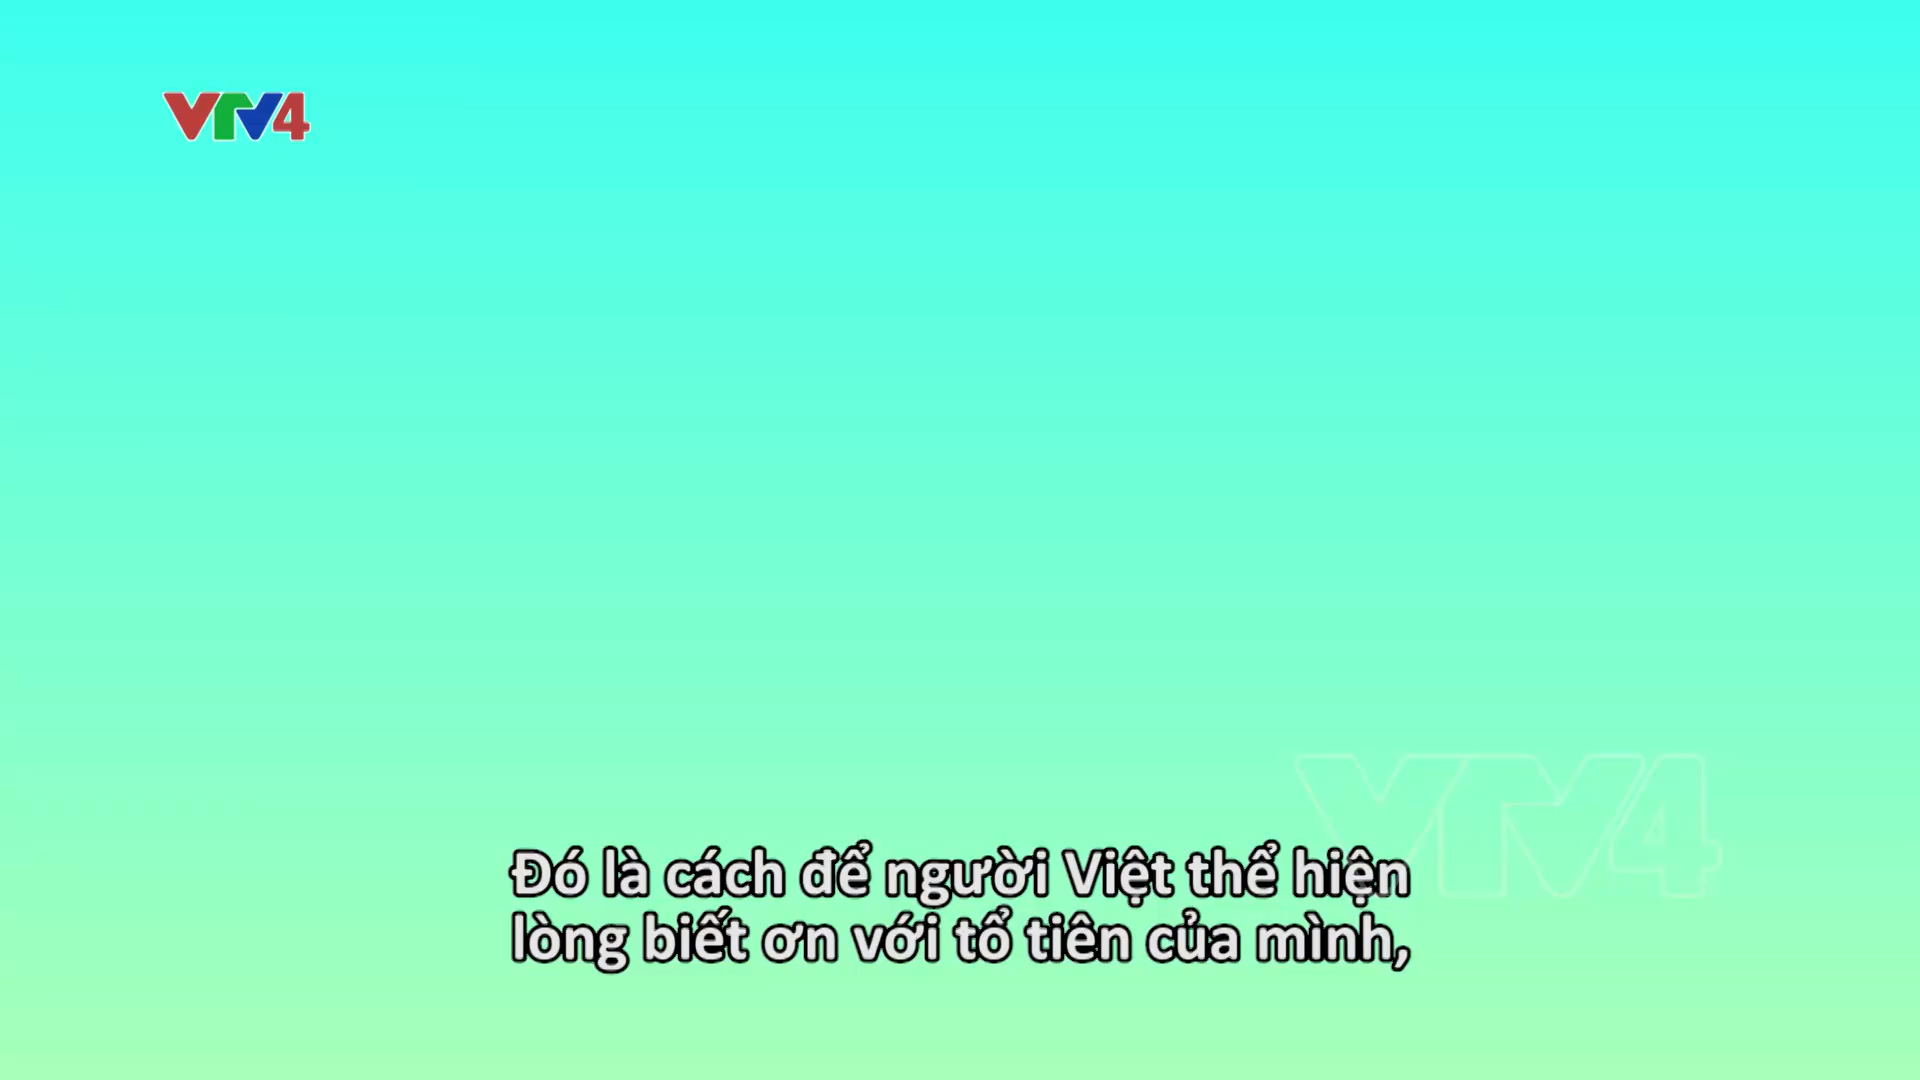 VTV4
VTV4
Đó là cách để người Việt thể hiện
lòng biết ơn với tổ tiên của mình,